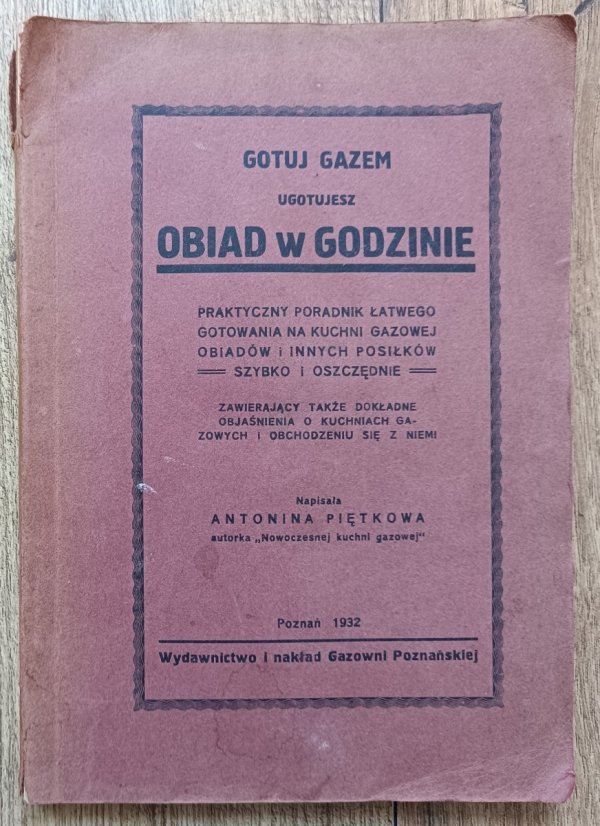 GOTUJ GAZEM
UGOTUJESZ
OBIAD W GODZINIE
PRAKTYCZNY PORADNIK ŁATWEGO
GOTOWANIA NA KUCHNI GAZOWEJ
OBIADÓW i INNYCH POSIŁKÓW
SZYBKO I OSZCZĘDNIE
ZAWIERAJĄCY TAKŻE DOKŁADNE
OBJAŚNIENIA O KUCHNIACH GA-
ZOWYCH I OBCHODZENIU SIĘ Z NIEMI
Napisała
ANTONINA PIĘTKOWA
autorka „Nowoczesnej kuchni gazowej"
Poznań 1932
Wydawnictwo i nakład Gazowni Poznańskiej